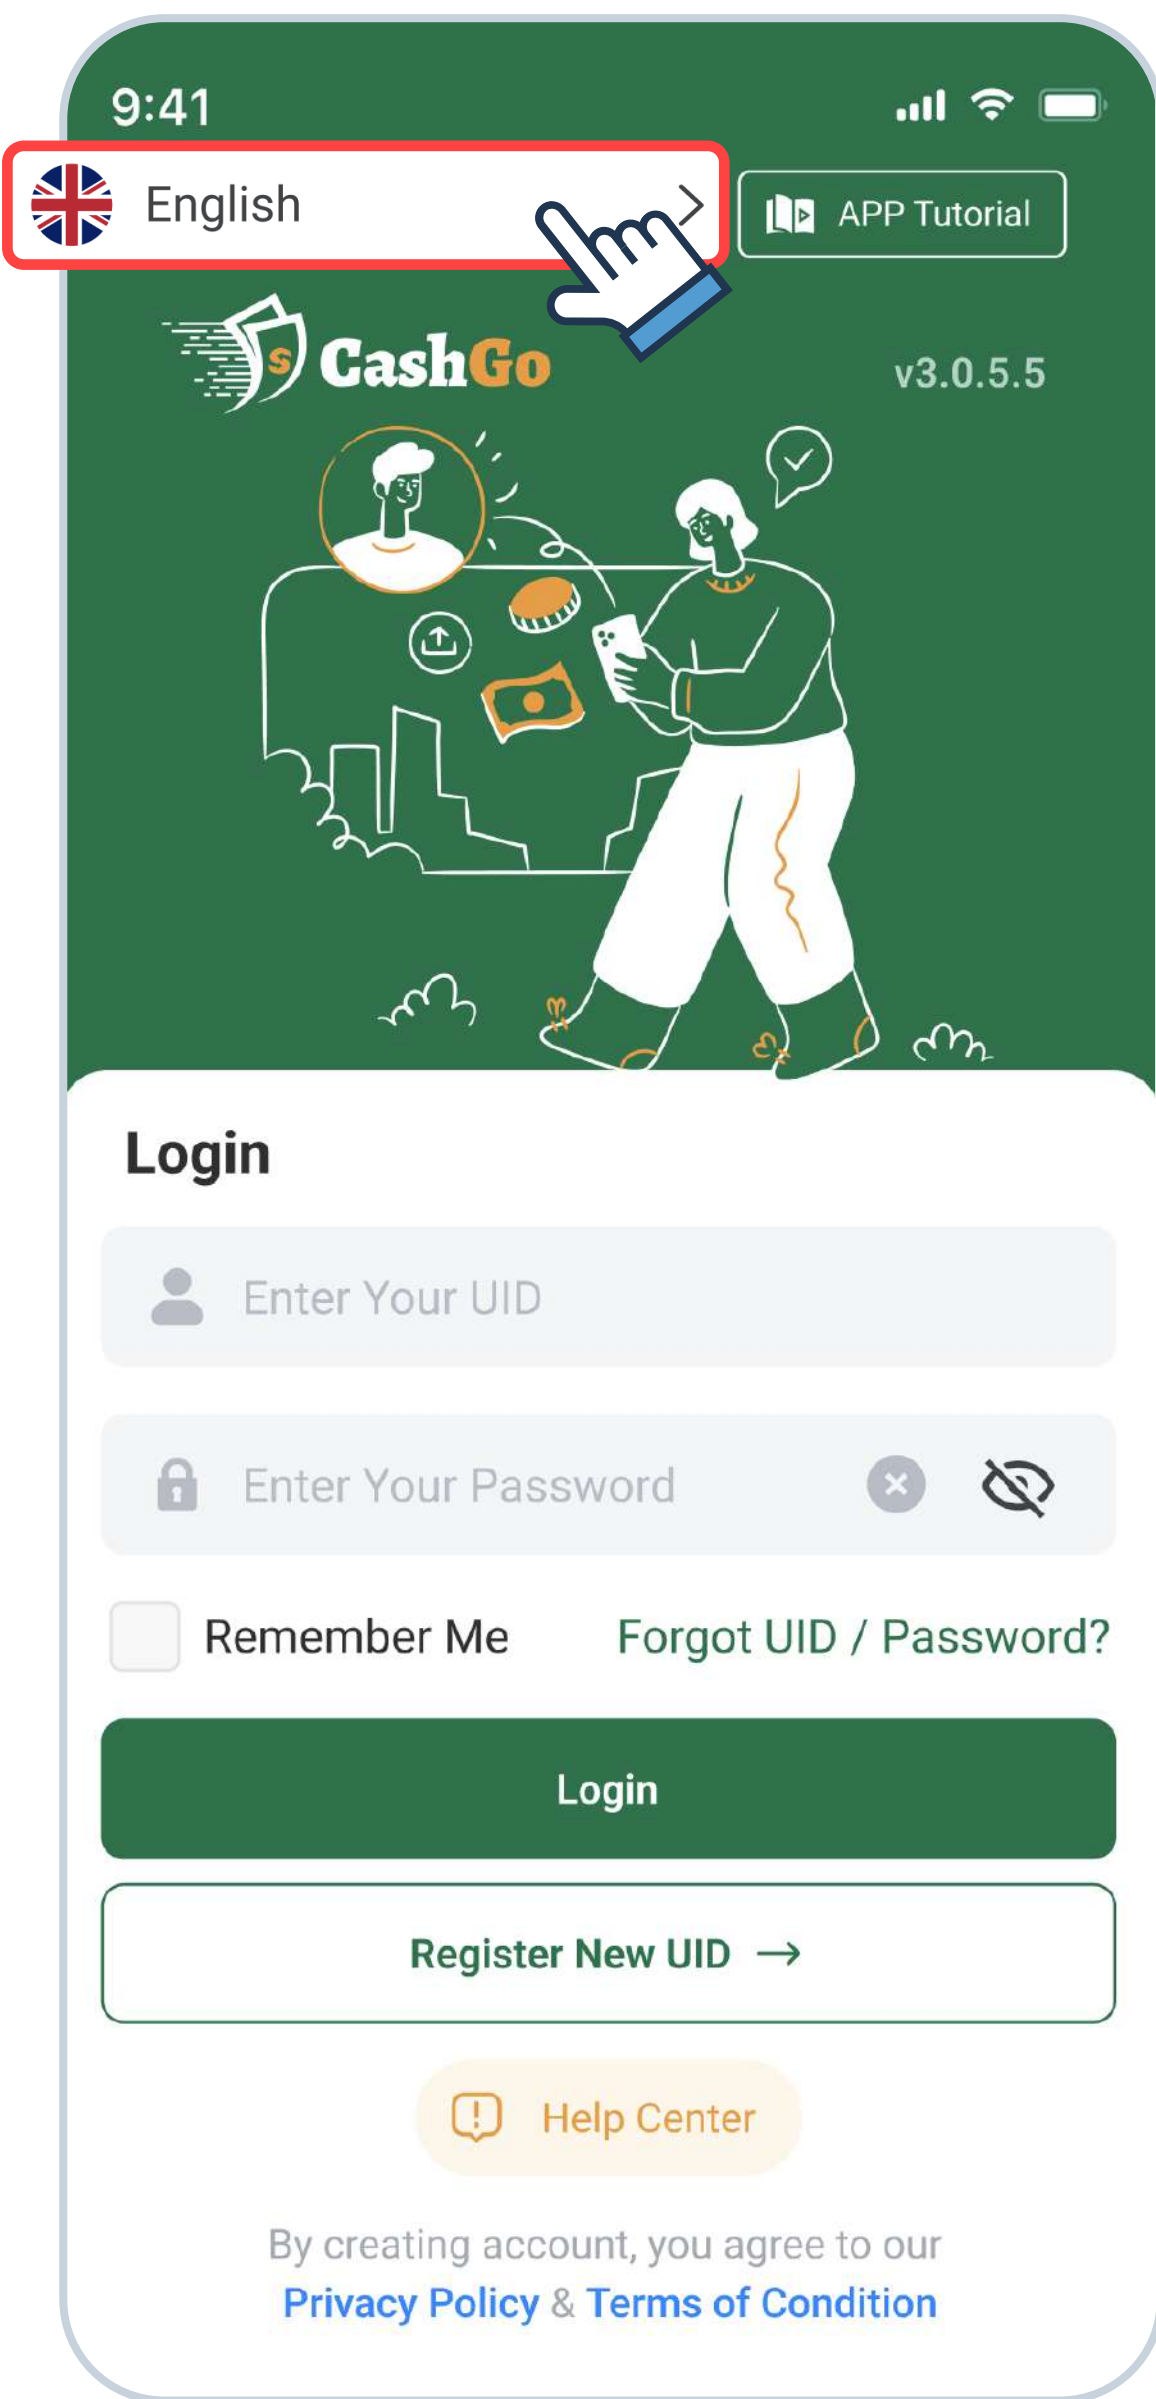 9:41
English
APP Tutorial
CashGo
v3.0.5.5
Login
Enter Your UID
Enter Your Password
Remember Me
Forgot UID / Password?
Login
Register New UID →
Help Center
By creating account, you agree to our
Privacy Policy & Terms of Condition